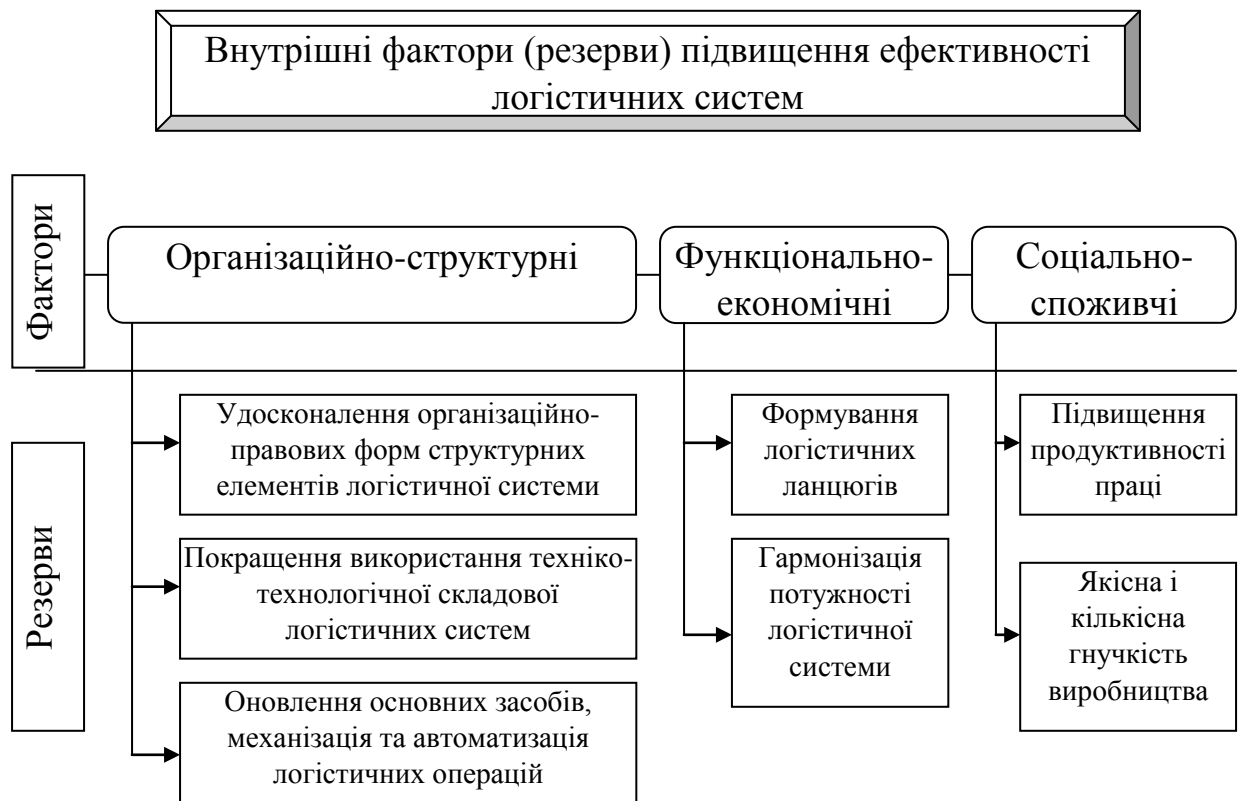 Внутрішні фактори (резерви) підвищення ефективності
логістичних систем
Фактори
Організаційно-структурні
Функціонально-
економічні
Соціально-
споживчі
Резерви
Удосконалення організаційно-
правових форм структурних
елементів логістичної системи
Покращення використання техніко-
технологічної складової
логістичних систем
Оновлення основних засобів,
механізація та автоматизація
логістичних операцій
Формування
логістичних
ланцюгів
Гармонізація
потужності
логістичної
системи
Підвищення
продуктивності
праці
Якісна і
кількісна
гнучкість
виробництва